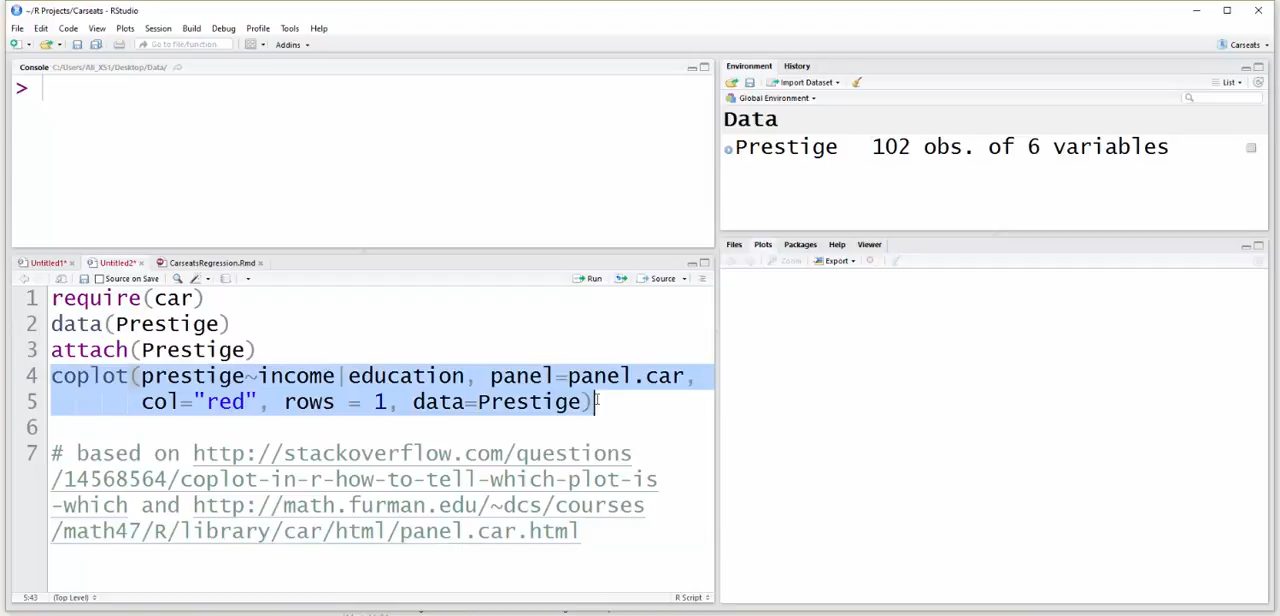 ~/R Projects/Carseats - RStudio
File Edit Code View Plots Session Build Debug Profile Tools Help
Go to file/function Addins Carseats
Console C:/Users/Ali_XS1/Desktop/Data/
>
Environment History
Import Dataset List
Global Environment
Data
Prestige 102 obs. of 6 variables
Files Plots Packages Help Viewer
Zoom Export
Untitled1* Untitled2* CarseatsRegression.Rmd
Source on Save Run Source
1 require(car)
2 data(Prestige)
3 attach(Prestige)
4 coplot(prestige~income|education, panel=panel.car,
5 col="red", rows = 1, data=Prestige)
6
7 # based on http://stackoverflow.com/questions
/14568564/coplot-in-r-how-to-tell-which-plot-is
-which and http://math.furman.edu/~dcs/courses
/math47/R/library/car/html/panel.car.html
5:43 (Top Level) R Script